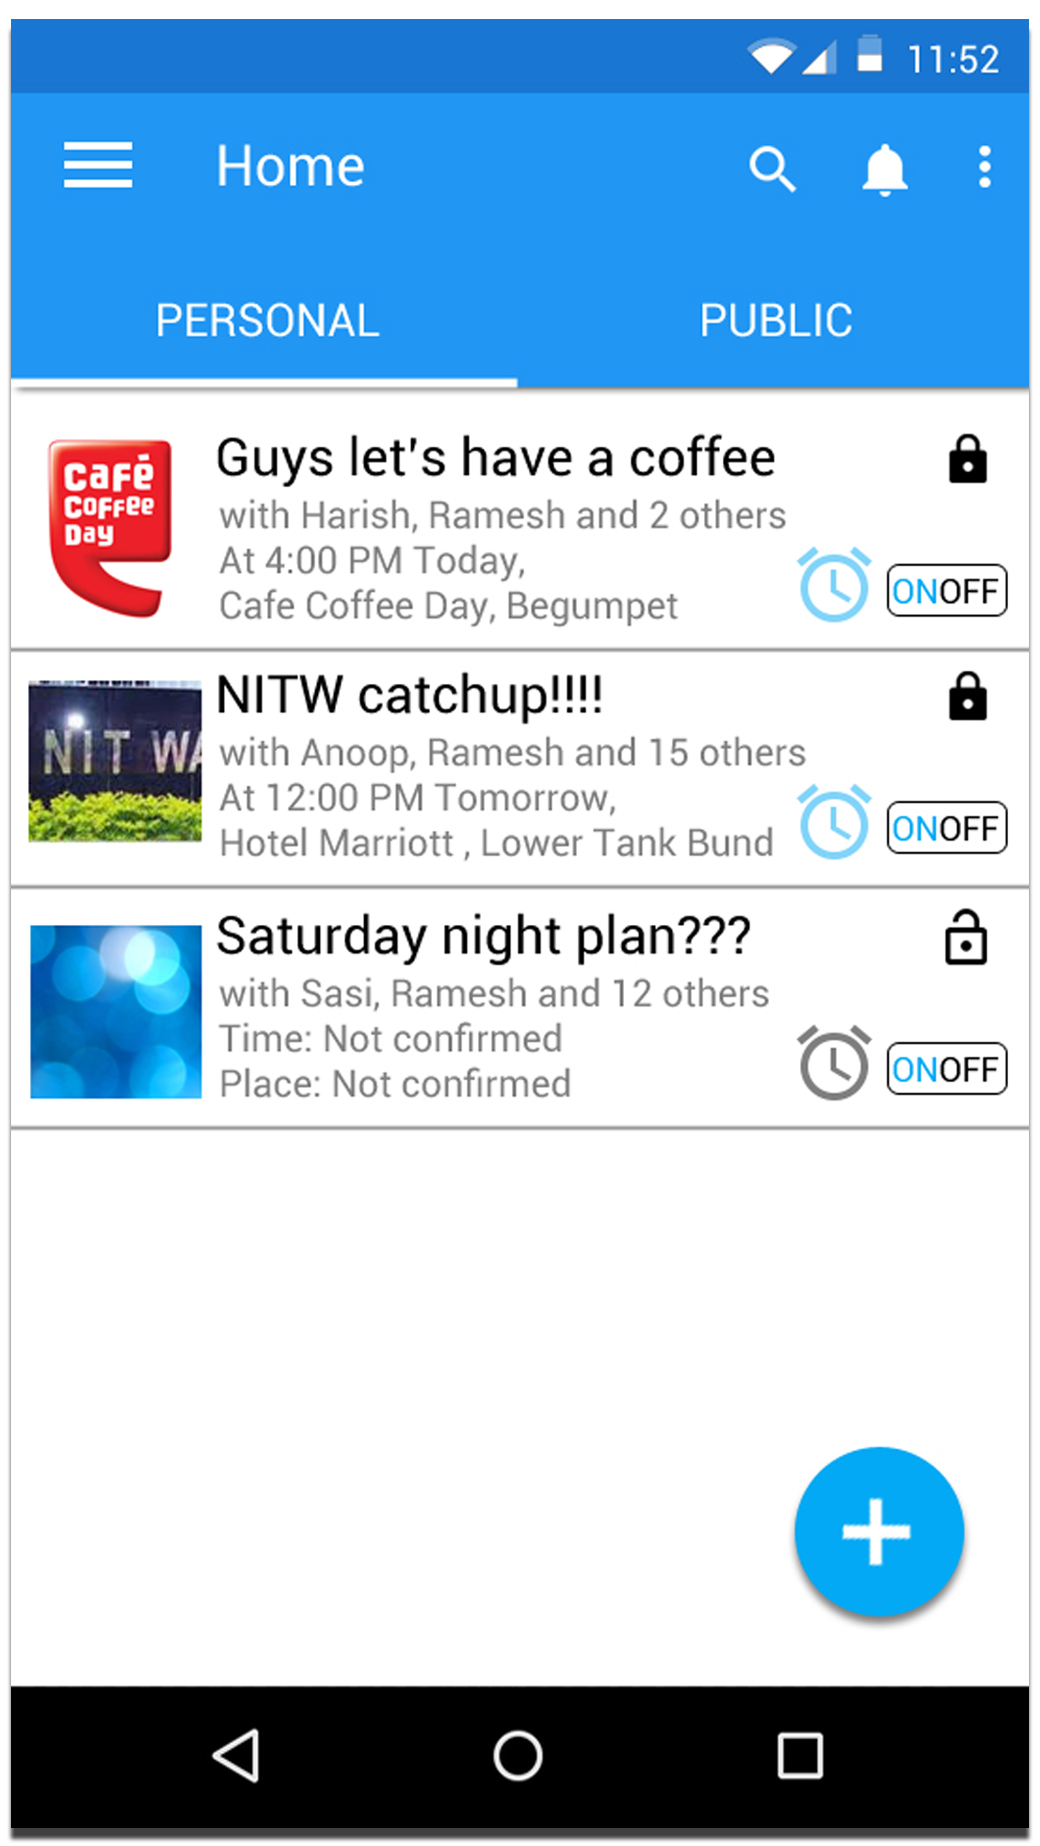 11:52
Home
PERSONAL PUBLIC
Guys let's have a coffee
café
coffee
Day
with Harish, Ramesh and 2 others
At 4:00 PM Today,
Cafe Coffee Day, Begumpet
ONOFF
NITW catchup!!!!
NIT WA
with Anoop, Ramesh and 15 others
At 12:00 PM Tomorrow,
Hotel Marriott , Lower Tank Bund
ONOFF
Saturday night plan???
with Sasi, Ramesh and 12 others
Time: Not confirmed
Place: Not confirmed
ONOFF